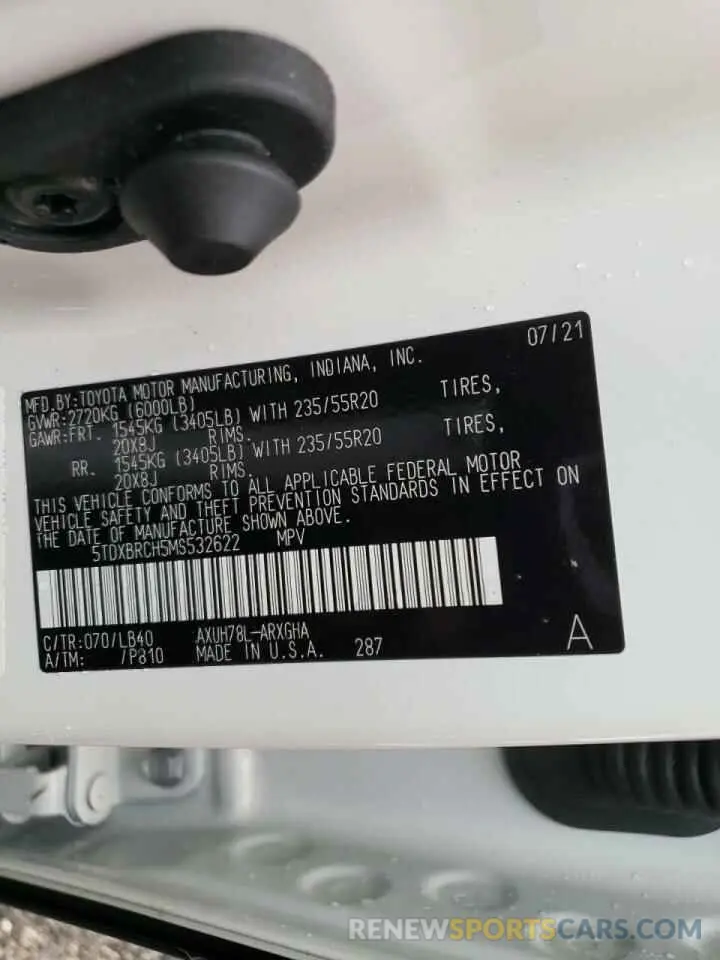 07/21
MFD.BY:TOYOTA MOTOR MANUFACTURING, INDIANA, INC.
GVWR:2720KG (6000LB)
GAWR:FRT. 1545KG (3405LB) WITH 235/55R20 TIRES,
20X8J RIMS.
RR. 1545KG (3405LB) WITH 235/55R20 TIRES,
20X8J RIMS.
THIS VEHICLE CONFORMS TO ALL APPLICABLE FEDERAL MOTOR
VEHICLE SAFETY AND THEFT PREVENTION STANDARDS IN EFFECT ON
THE DATE OF MANUFACTURE SHOWN ABOVE.
5TDXBRCH5MS532622 MPV
C/TR:070/LB40 AXUH78L-ARXGHA
A/TM: /P810 MADE IN U.S.A. 287 A
RENEWSPORTSCARS.COM